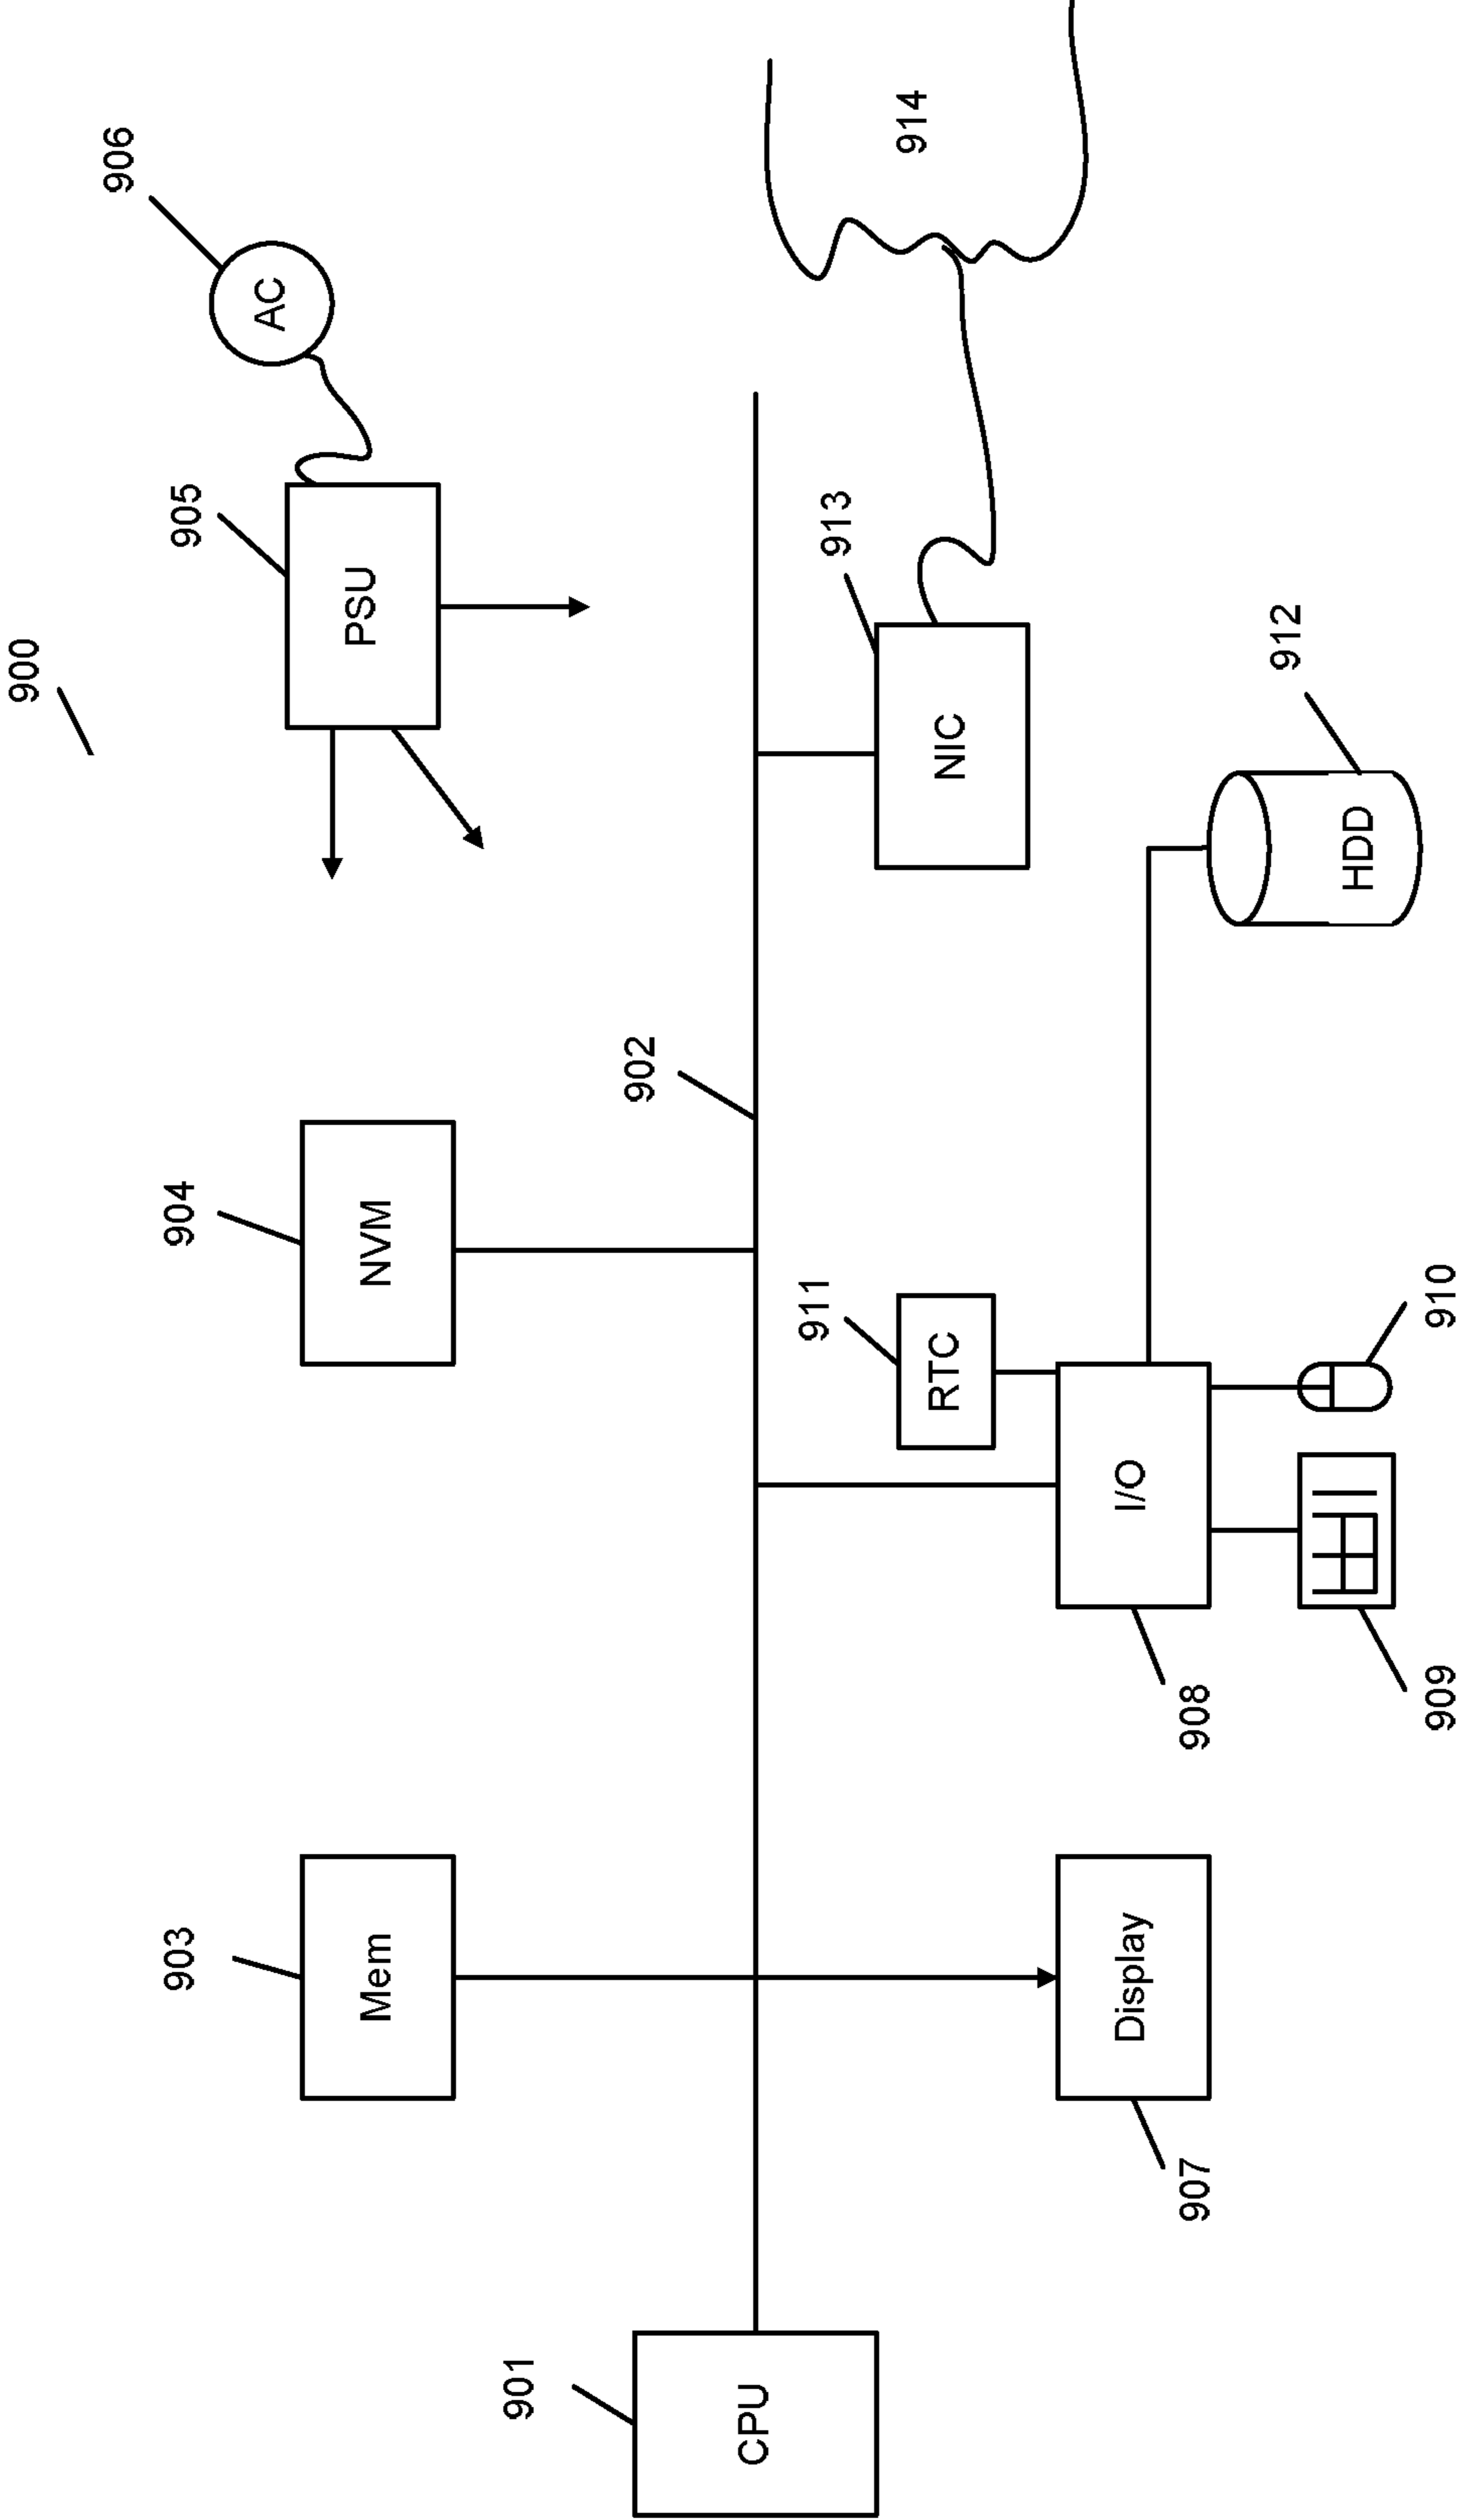 900
906
AC
905
PSU
904
NVM
903
Mem
902
901
CPU
914
913
NIC
911
RTC
912
HDD
I/O
908
910
909
Display
907